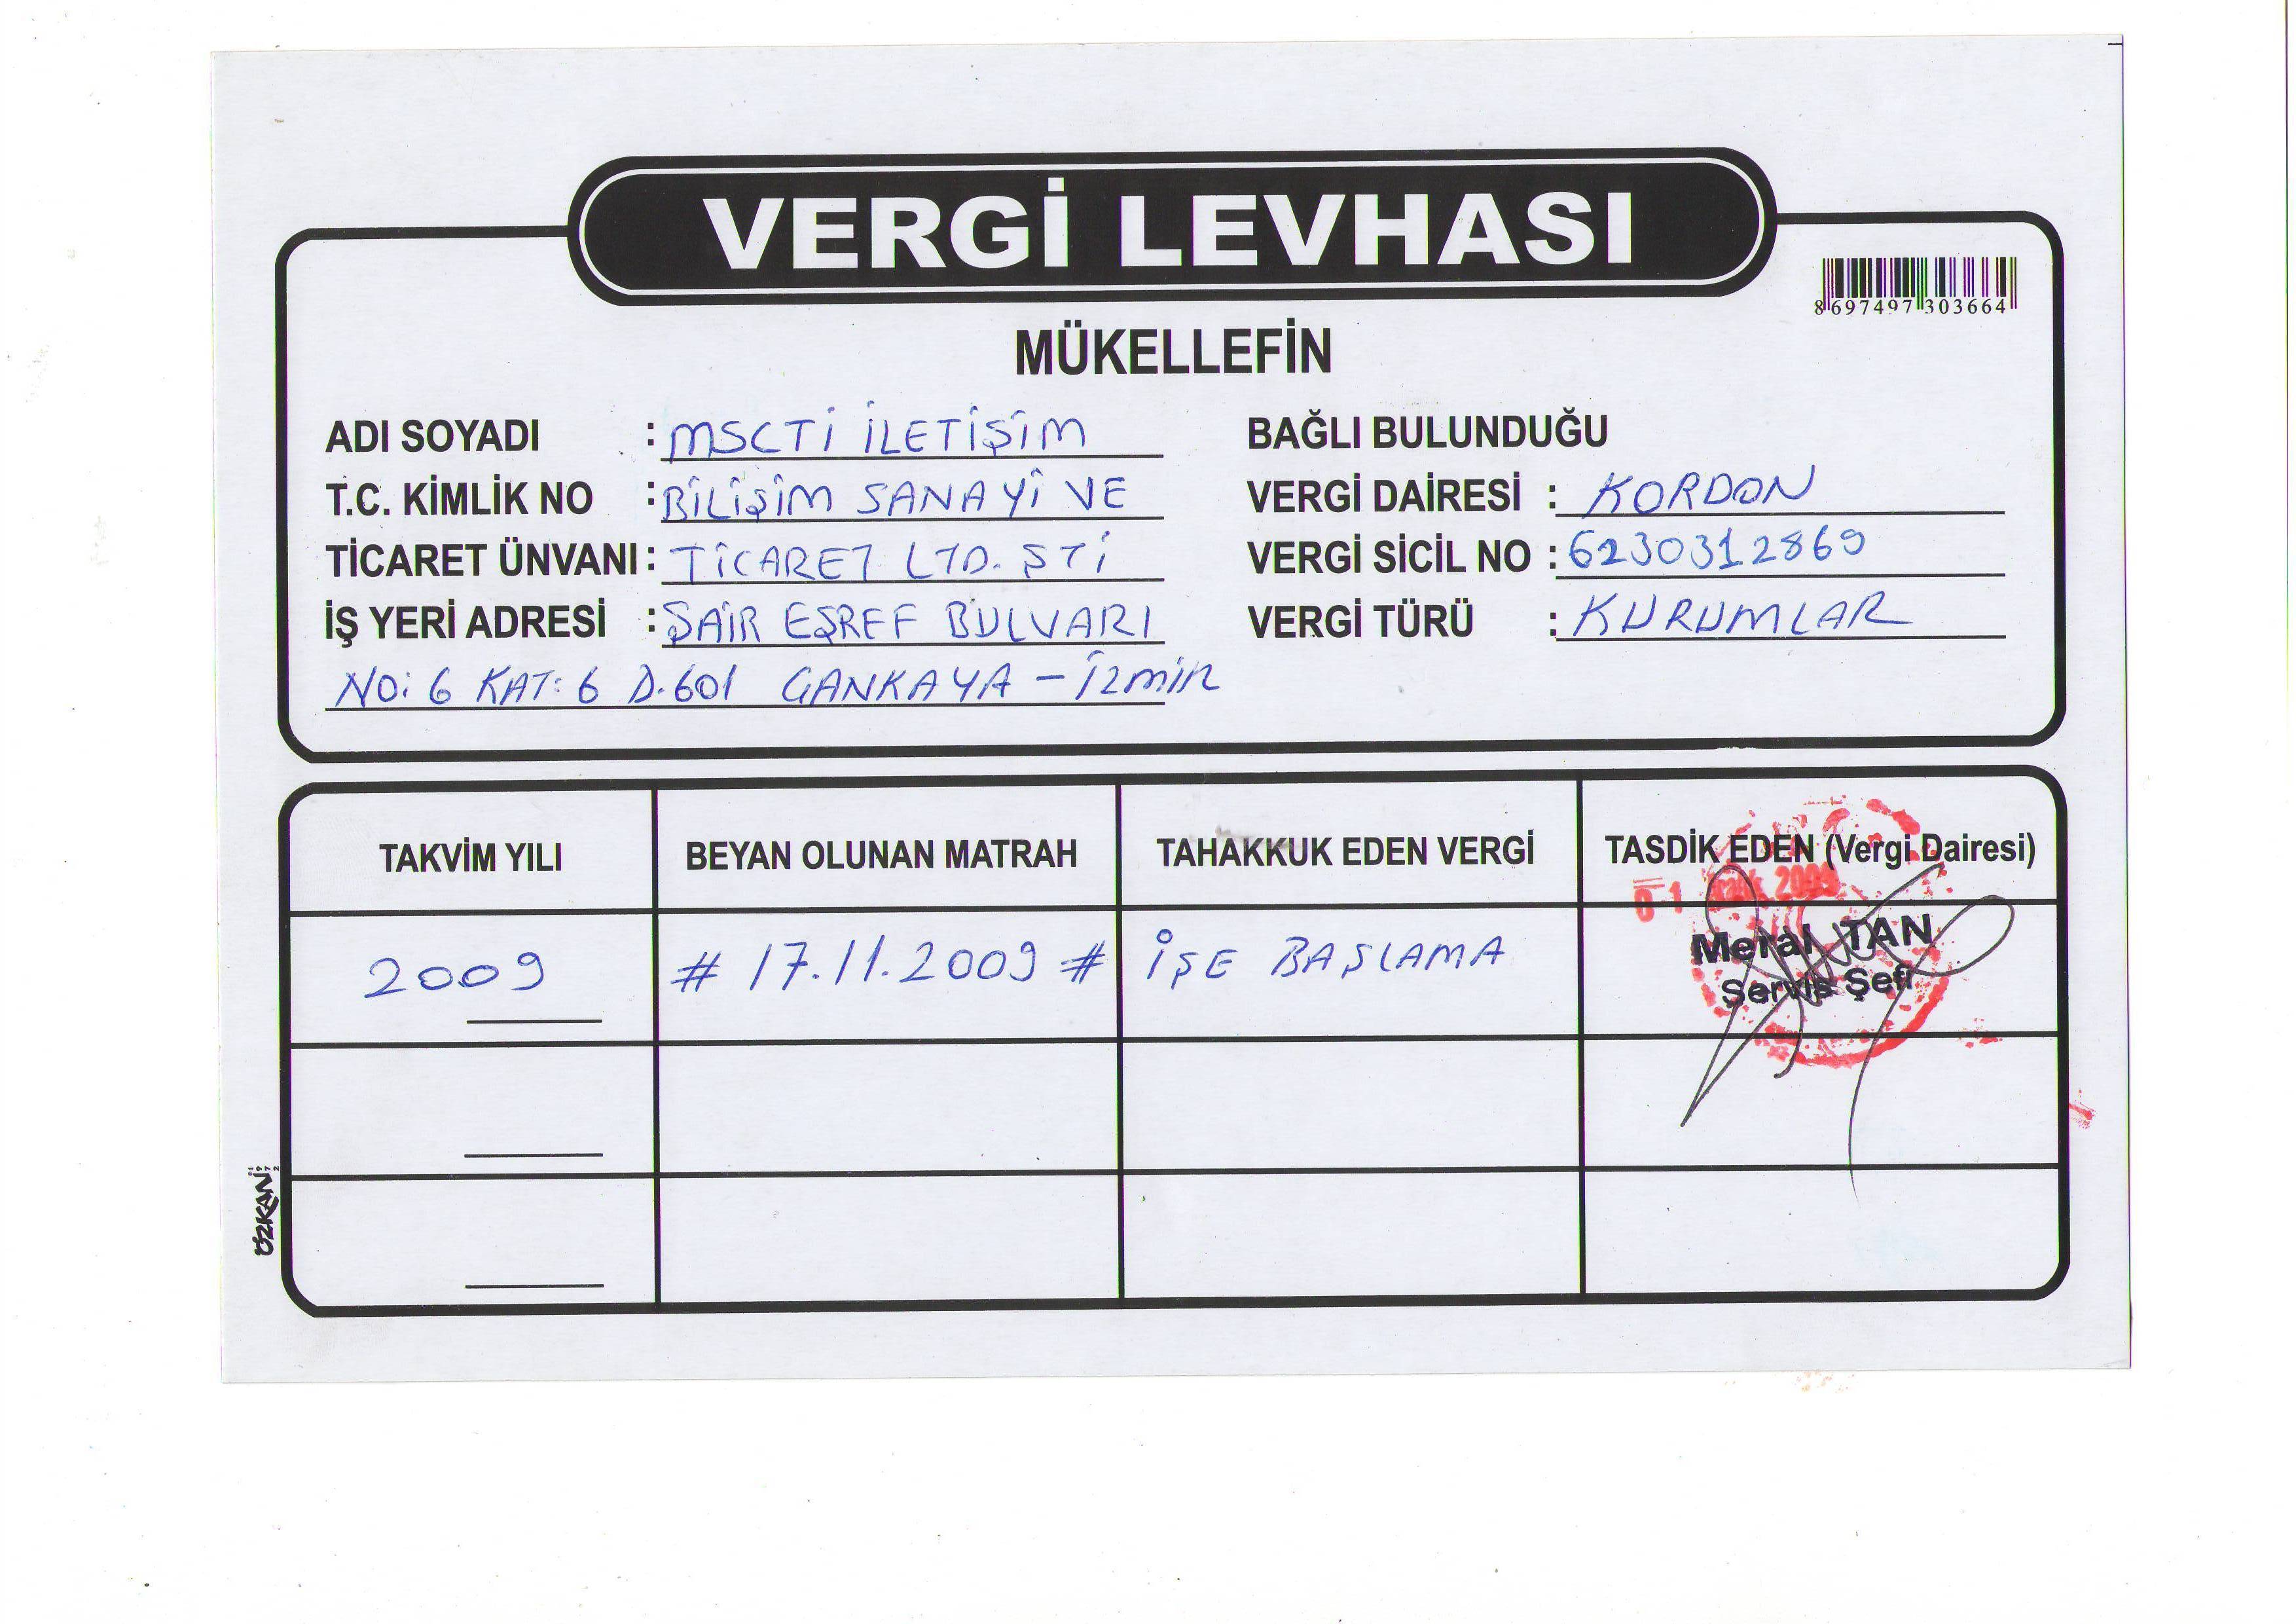 VERGİ LEVHASI
8 697497 303664
MÜKELLEFİN
ADI SOYADI : MSCTİ İLETİŞİM
T.C. KİMLİK NO : BİLİŞİM SANAYİ VE
TİCARET ÜNVANI : TİCARET LTD. ŞTİ
İŞ YERİ ADRESİ : ŞAİR EŞREF BULVARI
NO: 6 KAT: 6 D.601 ÇANKAYA - İZMİR
BAĞLI BULUNDUĞU
VERGİ DAİRESİ : KORDON
VERGİ SİCİL NO : 6230312869
VERGİ TÜRÜ : KURUMLAR
TAKVİM YILI BEYAN OLUNAN MATRAH TAHAKKUK EDEN VERGİ TASDİK EDEN (Vergi Dairesi)
2009 # 17.11.2009 # İŞE BAŞLAMA
Meral TAN
Servis Şefi
ÖZKAN